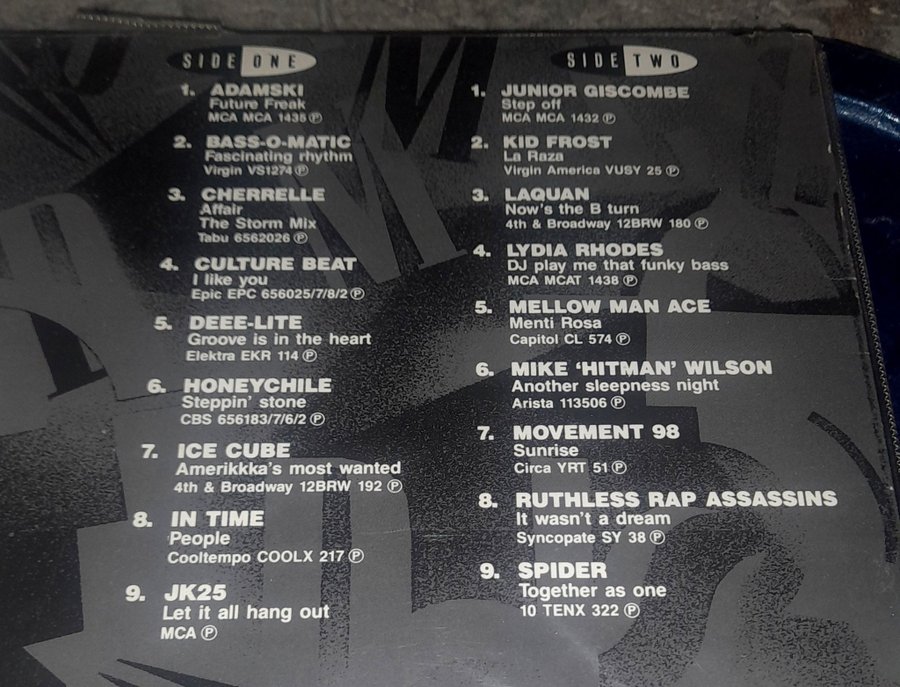 SIDE ONE
1. ADAMSKI
Future Freak
MCA MCA 1435 Ⓟ
2. BASS-O-MATIC
Fascinating rhythm
Virgin VS1274 Ⓟ
3. CHERRELLE
Affair
The Storm Mix
Tabu 6562026 Ⓟ
4. CULTURE BEAT
I like you
Epic EPC 656025/7/8/2 Ⓟ
5. DEEE-LITE
Groove is in the heart
Elektra EKR 114 Ⓟ
6. HONEYCHILE
Steppin' stone
CBS 656183/7/6/2 Ⓟ
7. ICE CUBE
Amerikkka's most wanted
4th & Broadway 12BRW 192 Ⓟ
8. IN TIME
People
Cooltempo COOLX 217 Ⓟ
9. JK25
Let it all hang out
MCA Ⓟ
SIDE TWO
1. JUNIOR GISCOMBE
Step off
MCA MCA 1432 Ⓟ
2. KID FROST
La Raza
Virgin America VUSY 25 Ⓟ
3. LAQUAN
Now's the B turn
4th & Broadway 12BRW 180 Ⓟ
4. LYDIA RHODES
DJ play me that funky bass
MCA MCAT 1438 Ⓟ
5. MELLOW MAN ACE
Menti Rosa
Capitol CL 574 Ⓟ
6. MIKE ‘HITMAN’ WILSON
Another sleepness night
Arista 113506 Ⓟ
7. MOVEMENT 98
Sunrise
Circa YRT 51 Ⓟ
8. RUTHLESS RAP ASSASSINS
It wasn't a dream
Syncopate SY 38 Ⓟ
9. SPIDER
Together as one
10 TENX 322 Ⓟ